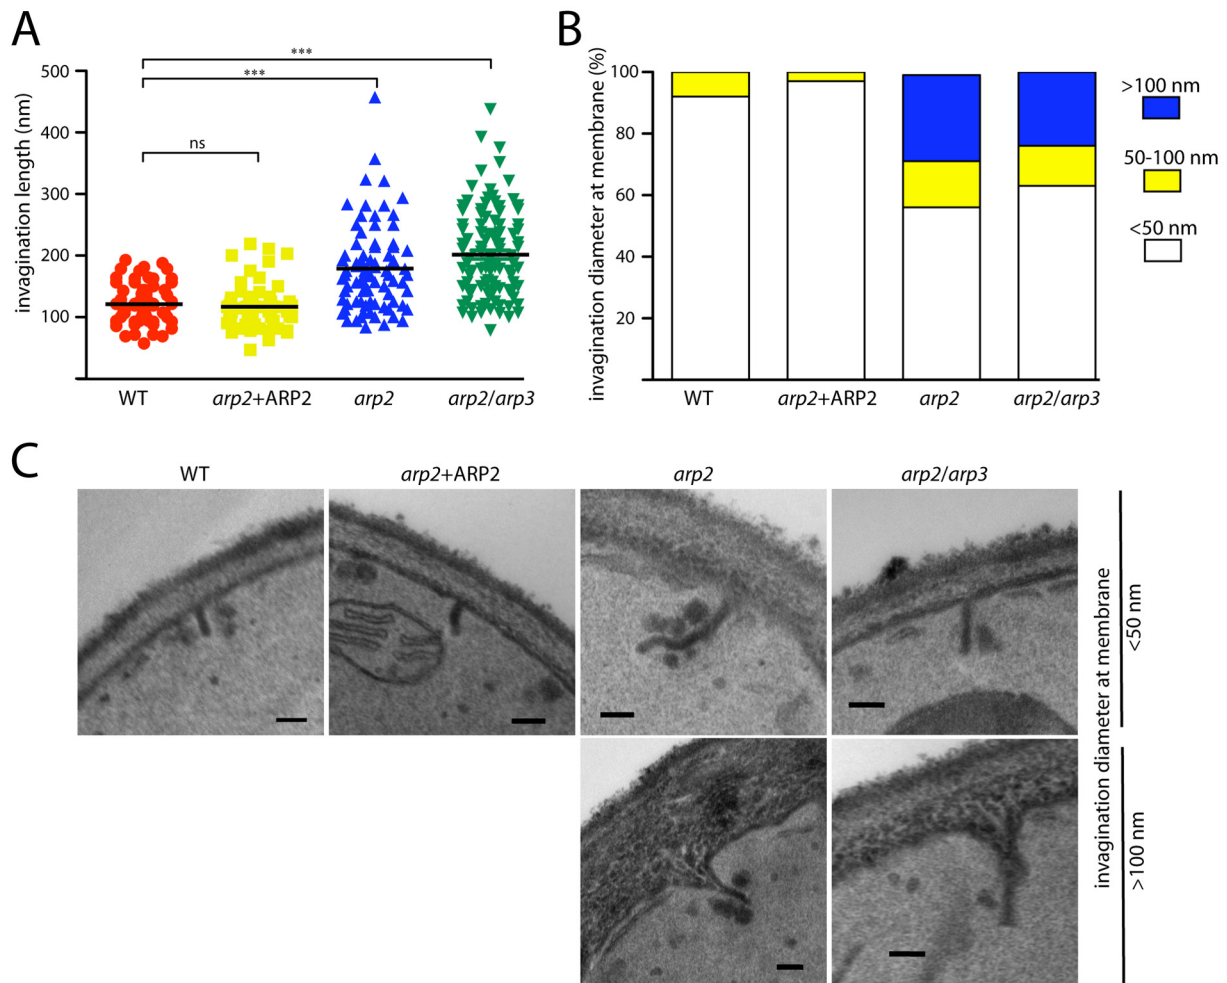 A
invagination length (nm)
500
400
300
200
100
***
***
ns
WT
arp2+ARP2
arp2
arp2/arp3
B
invagination diameter at membrane (%)
100
80
60
40
20
WT
arp2+ARP2
arp2
arp2/arp3
>100 nm
50-100 nm
<50 nm
C
WT
arp2+ARP2
arp2
arp2/arp3
invagination diameter at membrane
<50 nm
>100 nm